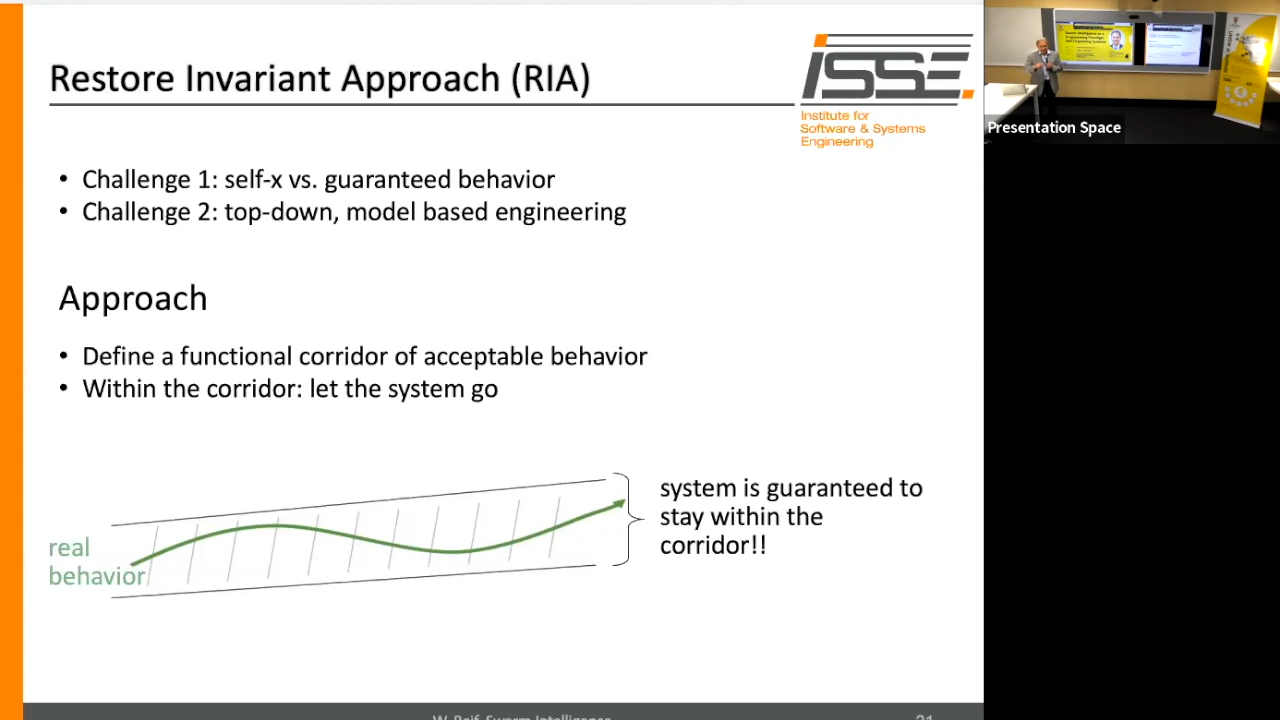 Restore Invariant Approach (RIA)
ISSE
Institute for
Software & Systems
Engineering
• Challenge 1: self-x vs. guaranteed behavior
• Challenge 2: top-down, model based engineering
Approach
• Define a functional corridor of acceptable behavior
• Within the corridor: let the system go
real
behavior
system is guaranteed to
stay within the
corridor!!
W. Reif, Swarm Intelligence
21
Presentation Space